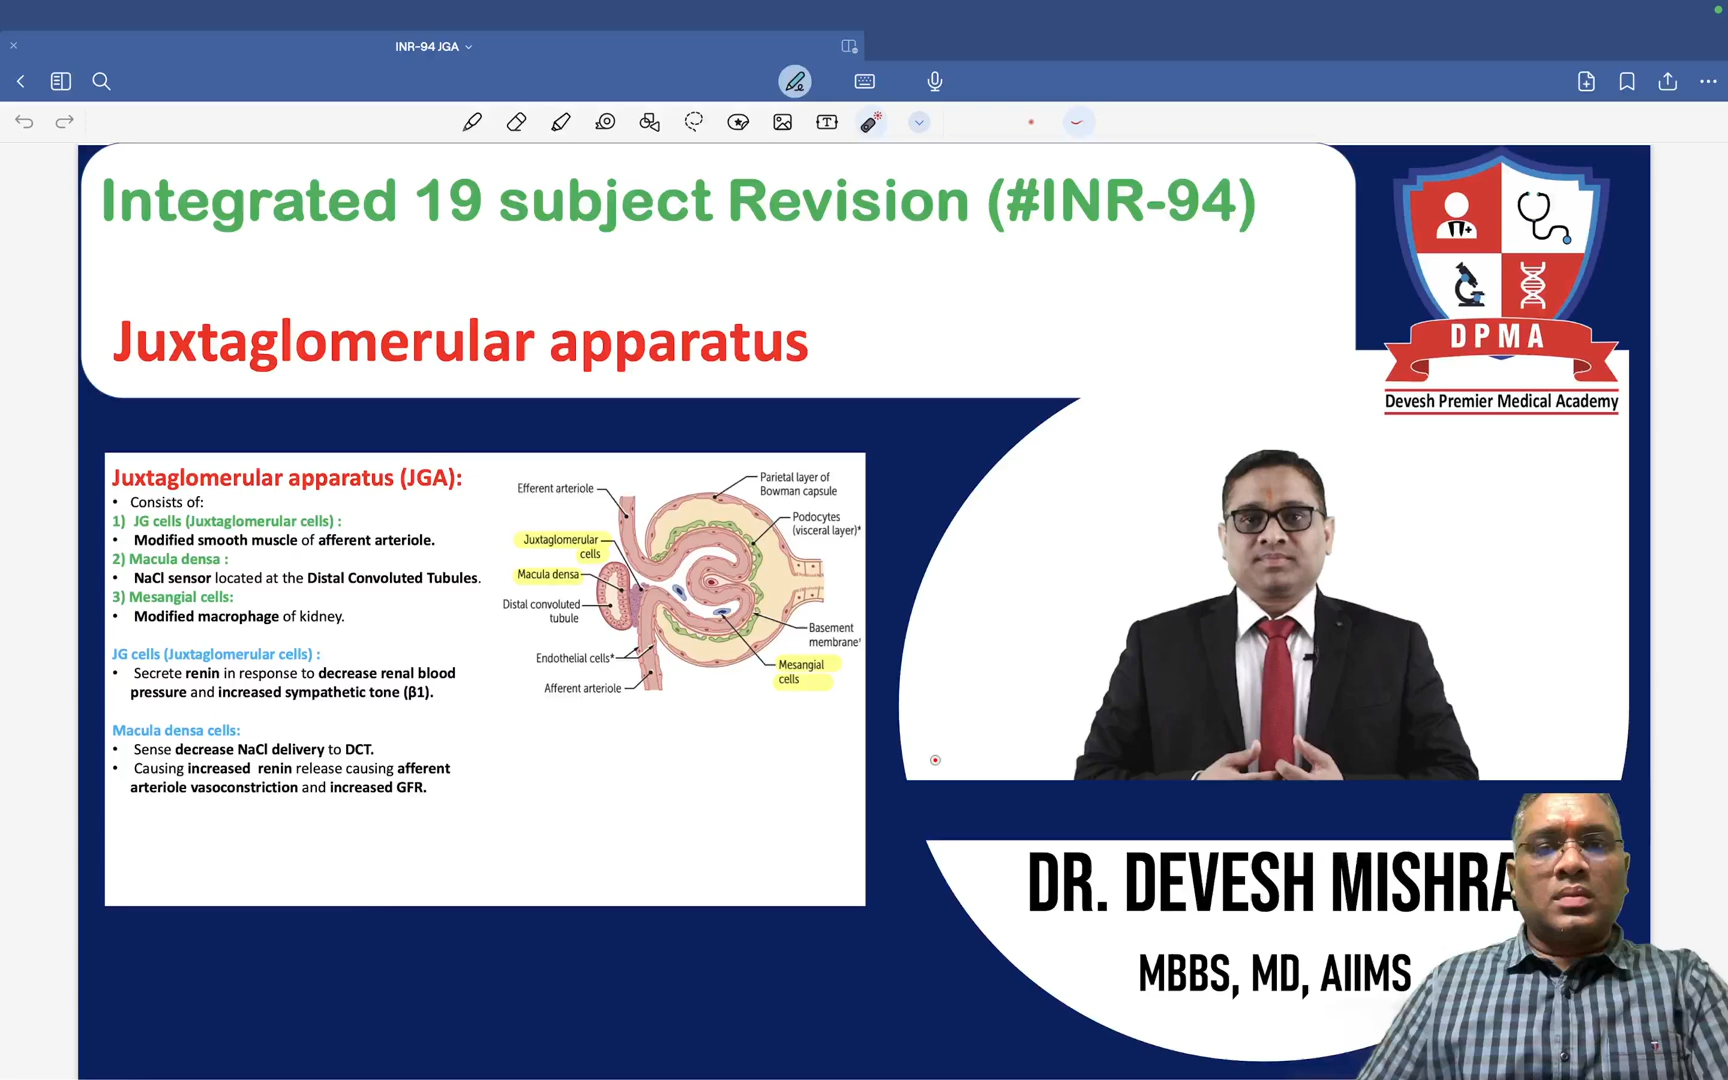 INR-94 JGA
Integrated 19 subject Revision (#INR-94)
Juxtaglomerular apparatus
DPMA
Devesh Premier Medical Academy
Juxtaglomerular apparatus (JGA):
• Consists of:
1) JG cells (Juxtaglomerular cells) :
• Modified smooth muscle of afferent arteriole.
2) Macula densa :
• NaCl sensor located at the Distal Convoluted Tubules.
3) Mesangial cells:
• Modified macrophage of kidney.
JG cells (Juxtaglomerular cells) :
• Secrete renin in response to decrease renal blood
pressure and increased sympathetic tone (β1).
Macula densa cells:
• Sense decrease NaCl delivery to DCT.
• Causing increased renin release causing afferent
arteriole vasoconstriction and increased GFR.
Efferent arteriole
Juxtaglomerular
cells
Macula densa
Distal convoluted
tubule
Endothelial cells*
Afferent arteriole
Parietal layer of
Bowman capsule
Podocytes
(visceral layer)*
Basement
membrane
Mesangial
cells
DR. DEVESH MISHRA
MBBS, MD, AIIMS